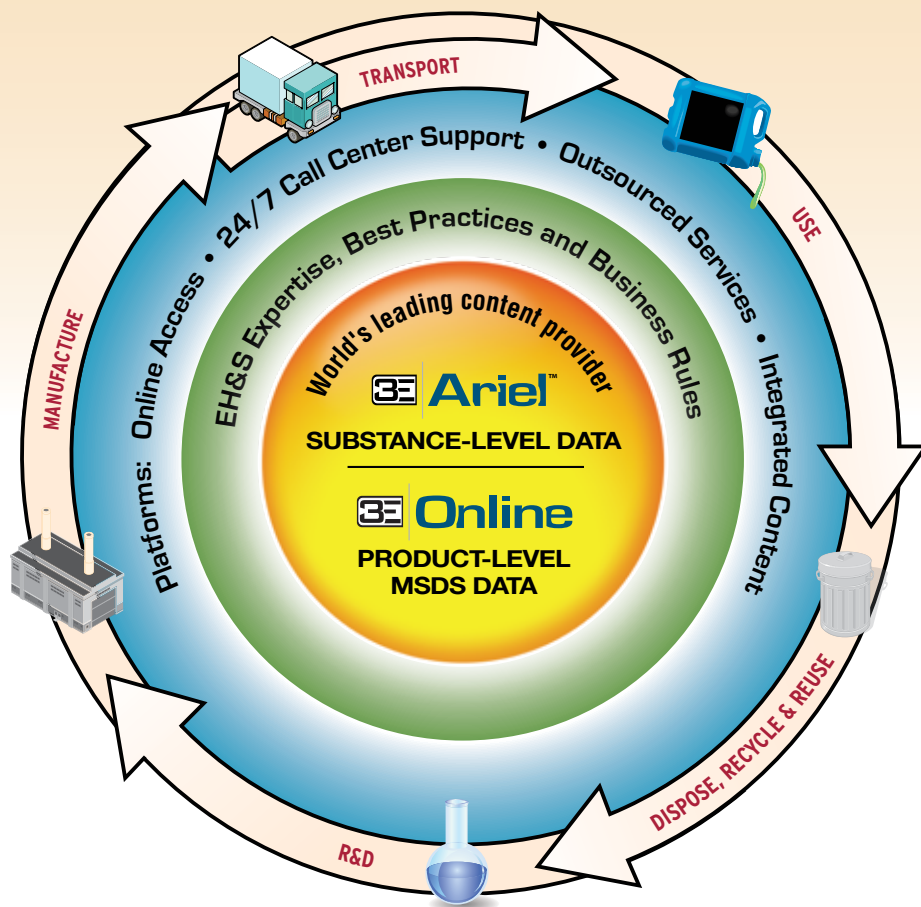 TRANSPORT
USE
DISPOSE, RECYCLE & REUSE
R&D
MANUFACTURE
Platforms: Online Access • 24/7 Call Center Support • Outsourced Services • Integrated Content
EH&S Expertise, Best Practices and Business Rules
World's leading content provider
3E Ariel™
SUBSTANCE-LEVEL DATA
3E Online
PRODUCT-LEVEL
MSDS DATA